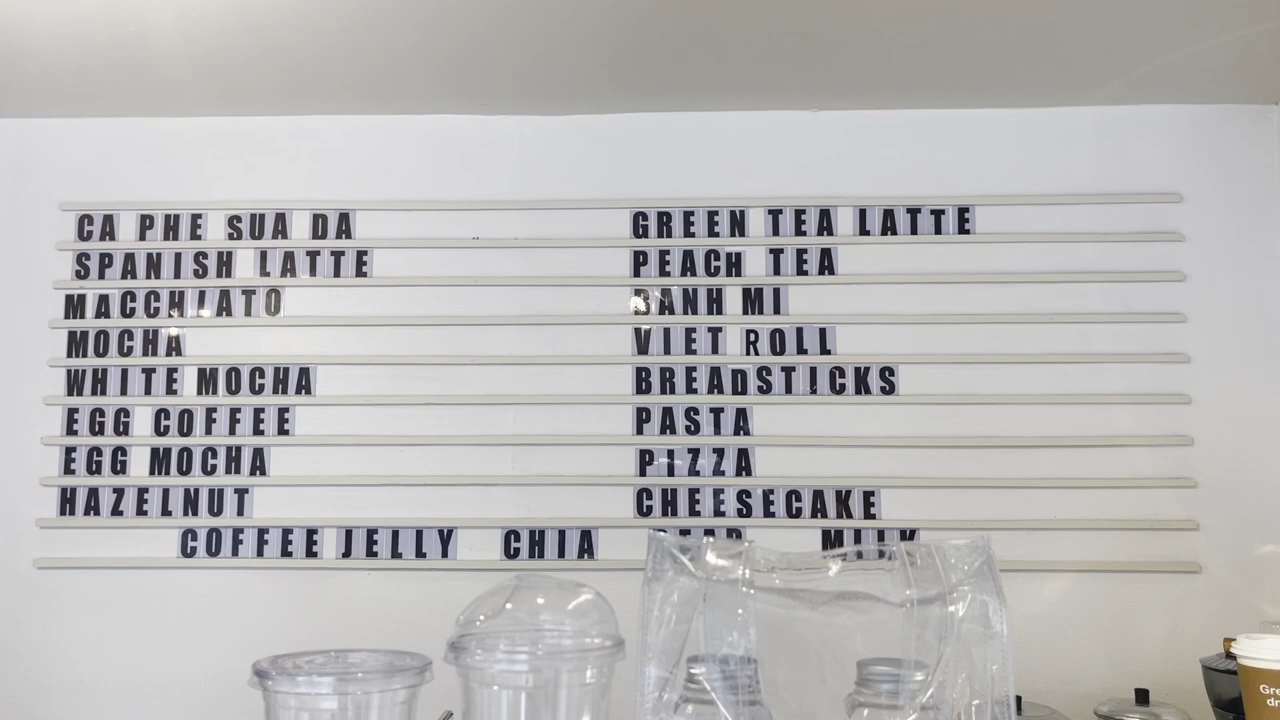 CA PHE SUA DA
SPANISH LATTE
MACCHIATO
MOCHA
WHITE MOCHA
EGG COFFEE
EGG MOCHA
HAZELNUT
GREEN TEA LATTE
PEACH TEA
BANH MI
VIET ROLL
BREADSTICKS
PASTA
PIZZA
CHEESECAKE
COFFEE JELLY CHIA MILK